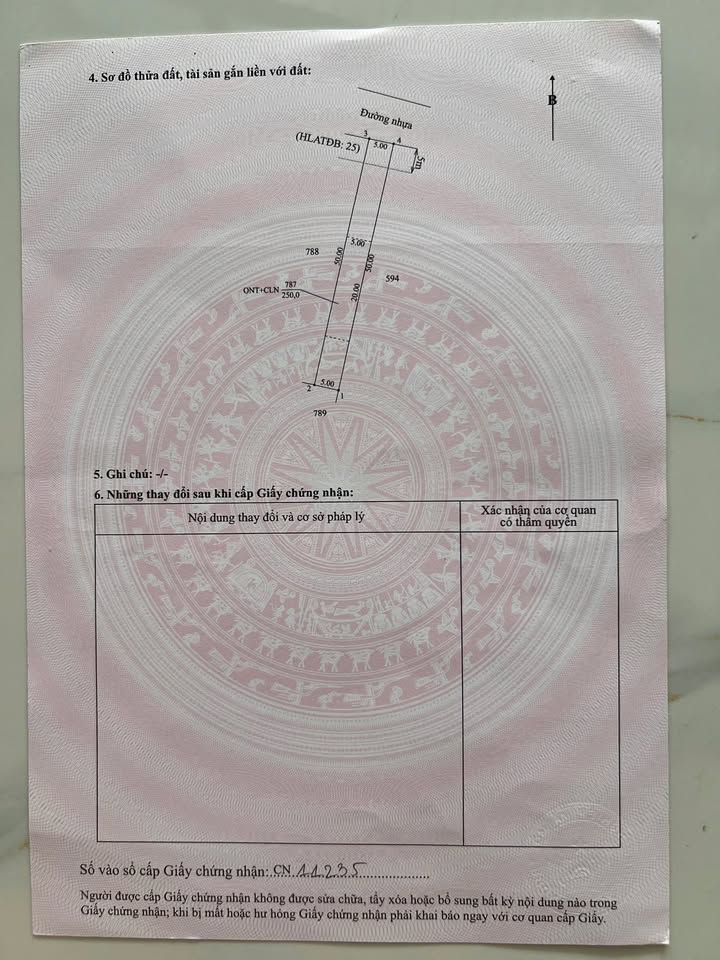 4. Sơ đồ thửa đất, tài sản gắn liền với đất:
B
Đường nhựa
3
4
5.00
(HLATĐB: 25)
5m
5.00
788
50.00
50.00
594
ONT+CLN 787
250,0
20.00
2
5.00
1
789
5. Ghi chú: -/-
6. Những thay đổi sau khi cấp Giấy chứng nhận:
Nội dung thay đổi và cơ sở pháp lý
Xác nhận của cơ quan
có thẩm quyền
Số vào sổ cấp Giấy chứng nhận: CN 11235
Người được cấp Giấy chứng nhận không được sửa chữa, tẩy xóa hoặc bổ sung bất kỳ nội dung nào trong
Giấy chứng nhận; khi bị mất hoặc hư hỏng Giấy chứng nhận phải khai báo ngay với cơ quan cấp Giấy.